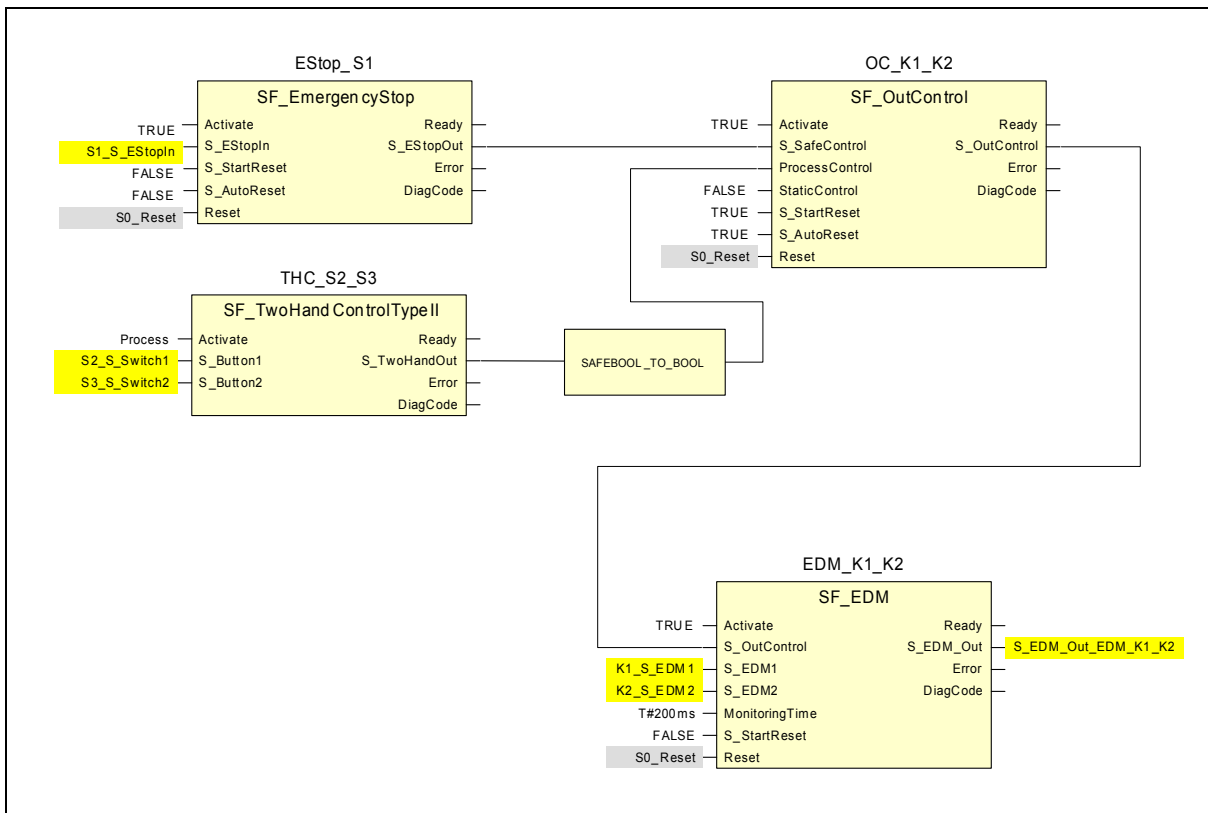 EStop_S1
SF_EmergencyStop
TRUE Activate Ready
S1_S_EStopIn S_EStopIn S_EStopOut
FALSE S_StartReset Error
FALSE S_AutoReset DiagCode
S0_Reset Reset
OC_K1_K2
SF_OutControl
TRUE Activate Ready
S_SafeControl S_OutControl
ProcessControl Error
FALSE StaticControl DiagCode
TRUE S_StartReset
TRUE S_AutoReset
S0_Reset Reset
THC_S2_S3
SF_TwoHandControlTypeII
Process Activate Ready
S2_S_Switch1 S_Button1 S_TwoHandOut
S3_S_Switch2 S_Button2 Error
DiagCode
SAFEBOOL_TO_BOOL
EDM_K1_K2
SF_EDM
TRUE Activate Ready
S_OutControl S_EDM_Out S_EDM_Out_EDM_K1_K2
K1_S_EDM1 S_EDM1 Error
K2_S_EDM2 S_EDM2 DiagCode
T#200ms MonitoringTime
FALSE S_StartReset
S0_Reset Reset